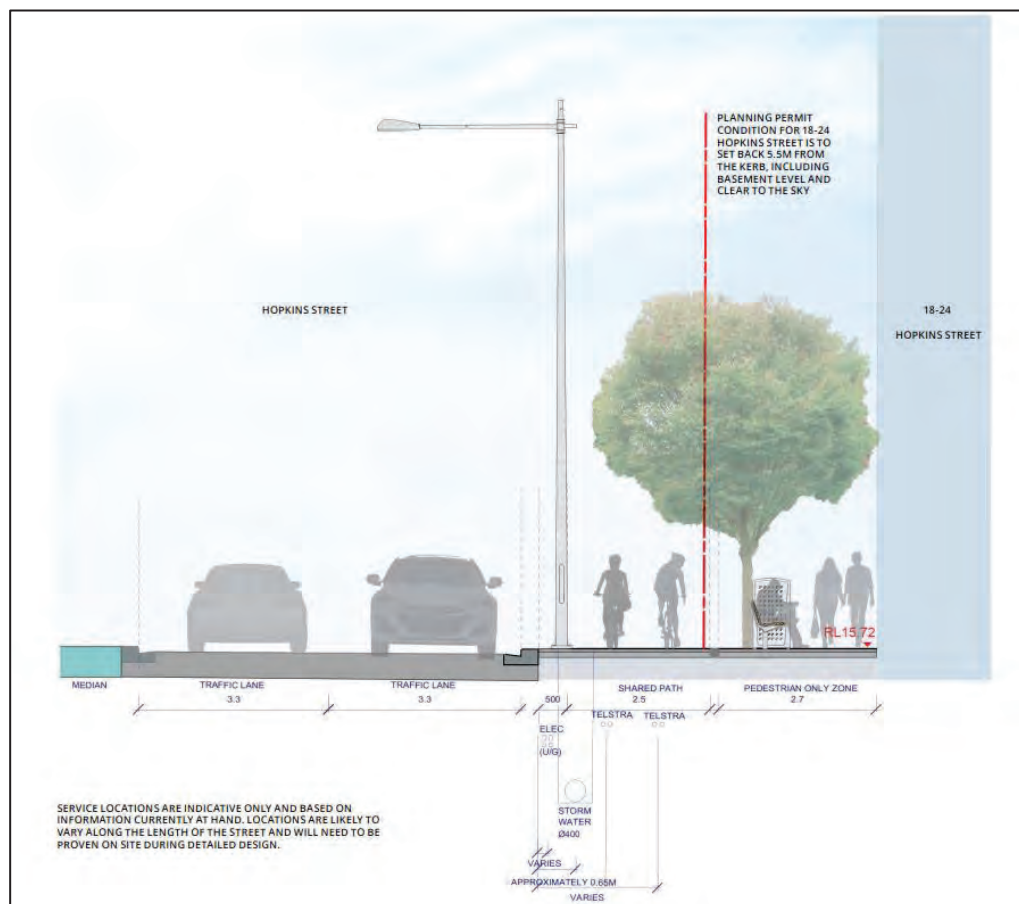 PLANNING PERMIT
CONDITION FOR 18-24
HOPKINS STREET IS TO
SET BACK 5.5M FROM
THE KERB, INCLUDING
BASEMENT LEVEL AND
CLEAR TO THE SKY
HOPKINS STREET
18-24
HOPKINS STREET
RL15.72
MEDIAN
TRAFFIC LANE
3.3
TRAFFIC LANE
3.3
500
SHARED PATH
2.5
PEDESTRIAN ONLY ZONE
2.7
ELEC
(U/G)
TELSTRA
TELSTRA
STORM
WATER
Ø400
VARIES
APPROXIMATELY 0.65M
VARIES
SERVICE LOCATIONS ARE INDICATIVE ONLY AND BASED ON
INFORMATION CURRENTLY AT HAND. LOCATIONS ARE LIKELY TO
VARY ALONG THE LENGTH OF THE STREET AND WILL NEED TO BE
PROVEN ON SITE DURING DETAILED DESIGN.